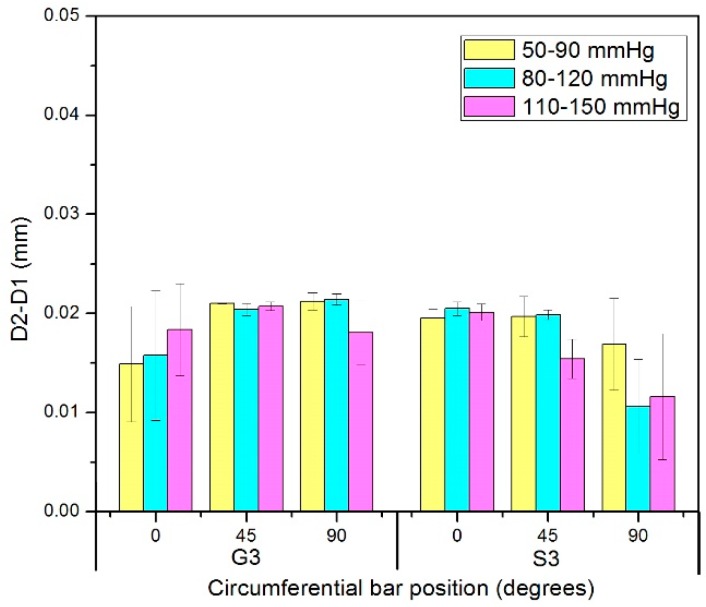 0.05
0.04
0.03
0.02
0.01
0.00
D2-D1 (mm)
50-90 mmHg
80-120 mmHg
110-150 mmHg
0 45 90 0 45 90
G3 S3
Circumferential bar position (degrees)